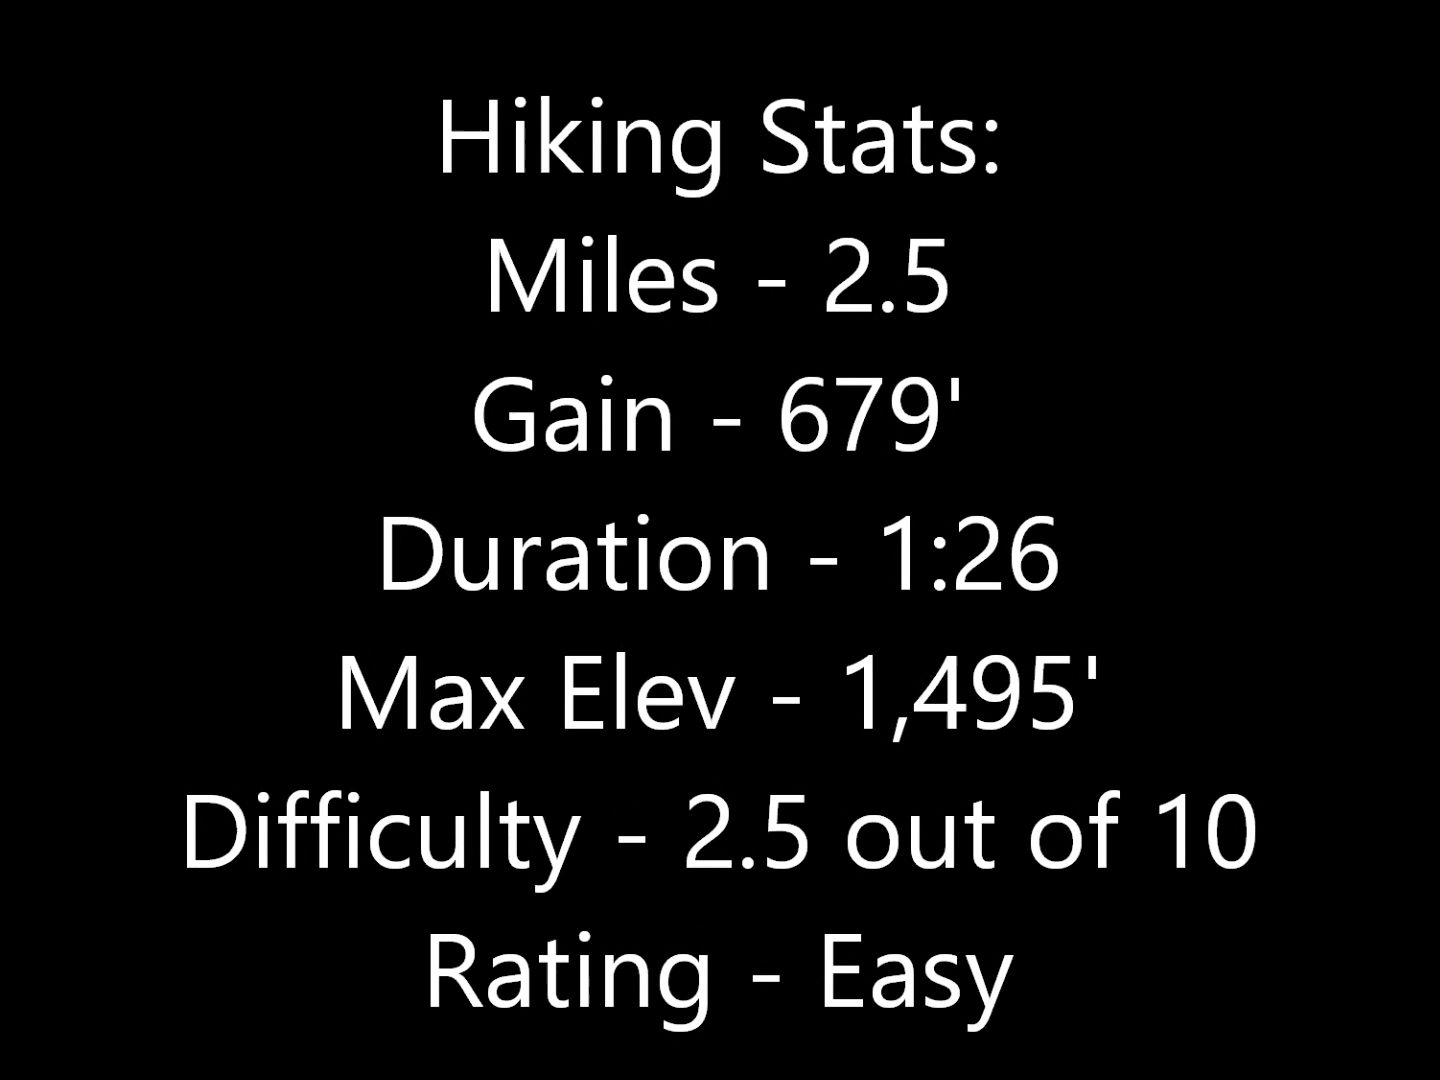 Hiking Stats:
Miles - 2.5
Gain - 679'
Duration - 1:26
Max Elev - 1,495'
Difficulty - 2.5 out of 10
Rating - Easy